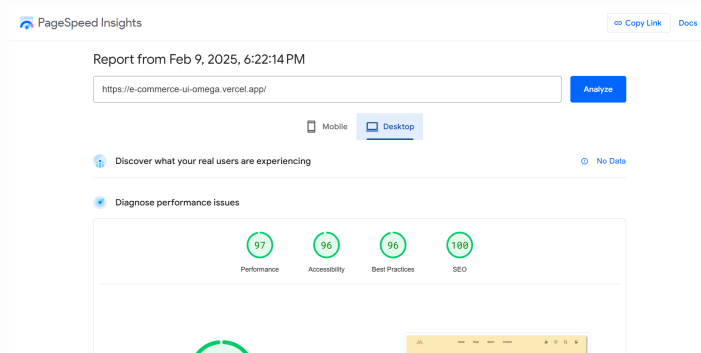 PageSpeed Insights
Copy Link
Docs
Report from Feb 9, 2025, 6:22:14 PM
https://e-commerce-ui-omega.vercel.app/
Analyze
Mobile
Desktop
Discover what your real users are experiencing
No Data
Diagnose performance issues
97
96
96
100
Performance
Accessibility
Best Practices
SEO